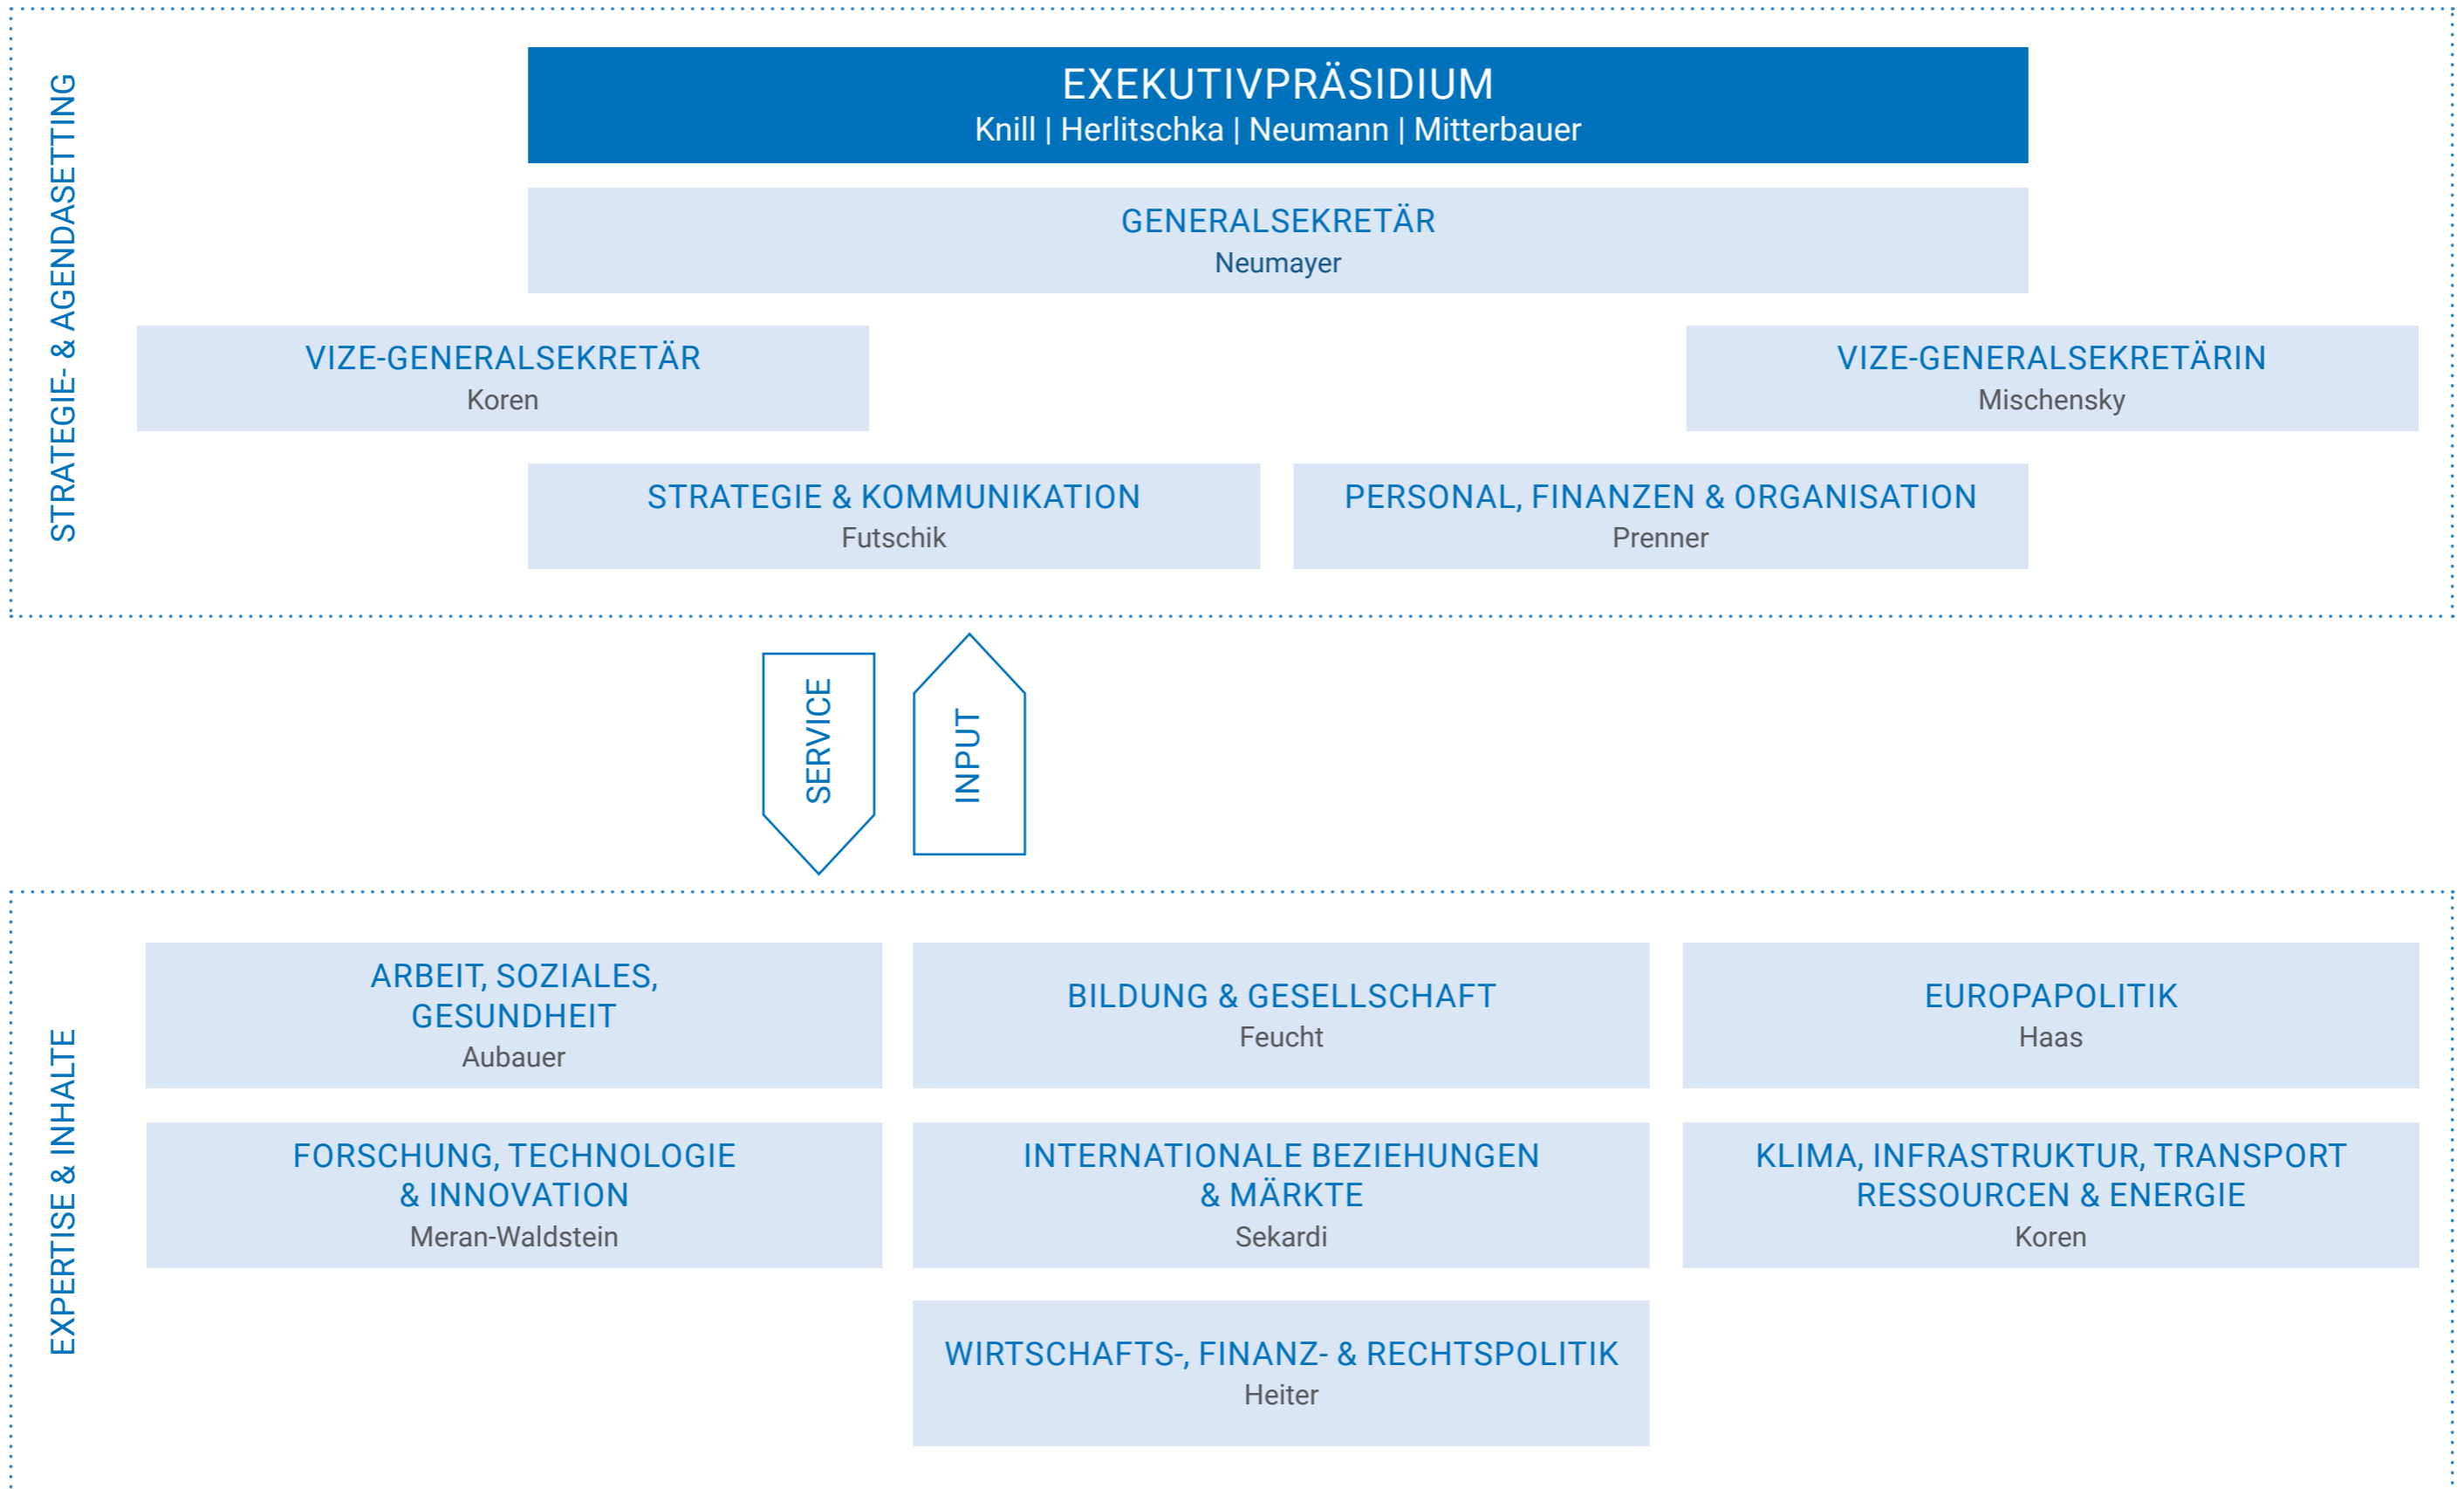 STRATEGIE- & AGENDASETTING
EXEKUTIVPRÄSIDIUM
Knill | Herlitschka | Neumann | Mitterbauer
GENERALSEKRETÄR
Neumayer
VIZE-GENERALSEKRETÄR
Koren
VIZE-GENERALSEKRETÄRIN
Mischensky
STRATEGIE & KOMMUNIKATION
Futschik
PERSONAL, FINANZEN & ORGANISATION
Prenner
SERVICE
INPUT
EXPERTISE & INHALTE
ARBEIT, SOZIALES,
GESUNDHEIT
Aubauer
BILDUNG & GESELLSCHAFT
Feucht
EUROPAPOLITIK
Haas
FORSCHUNG, TECHNOLOGIE
& INNOVATION
Meran-Waldstein
INTERNATIONALE BEZIEHUNGEN
& MÄRKTE
Sekardi
KLIMA, INFRASTRUKTUR, TRANSPORT
RESSOURCEN & ENERGIE
Koren
WIRTSCHAFTS-, FINANZ- & RECHTSPOLITIK
Heiter